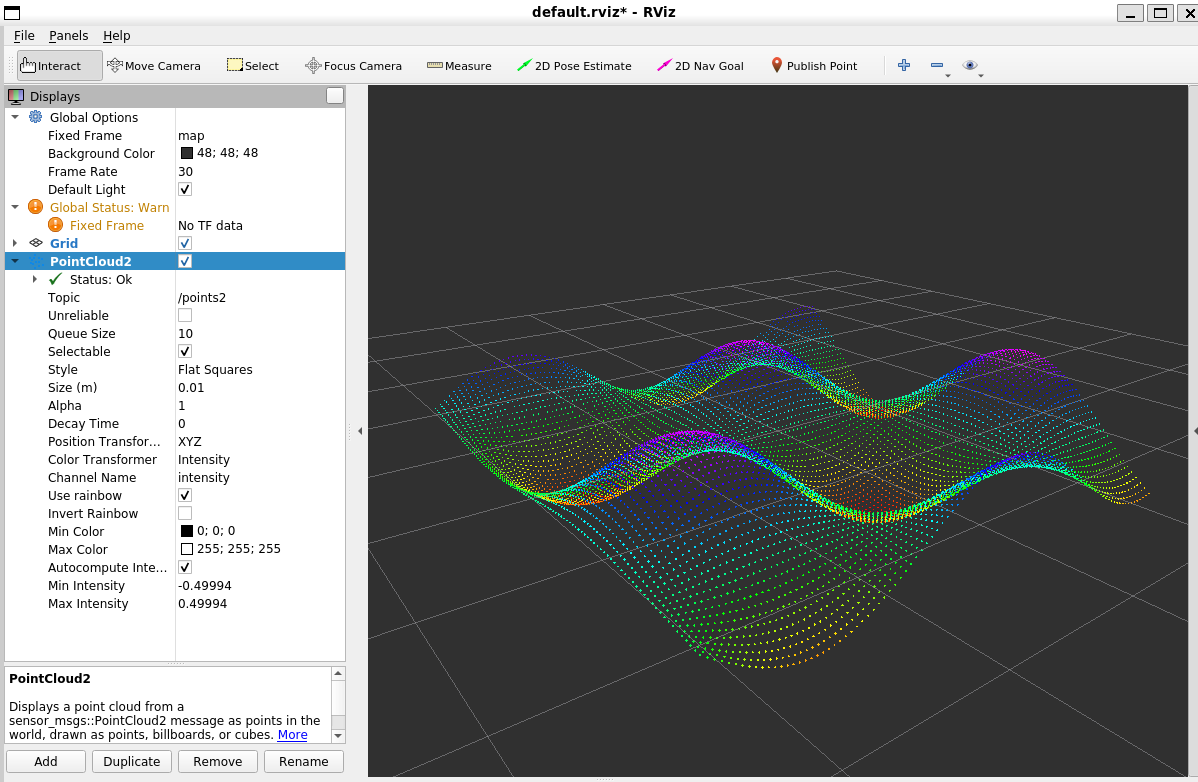 default.rviz* - RViz
File Panels Help
Interact Move Camera Select Focus Camera Measure 2D Pose Estimate 2D Nav Goal Publish Point
Displays
Global Options
Fixed Frame map
Background Color 48; 48; 48
Frame Rate 30
Default Light
Global Status: Warn
Fixed Frame No TF data
Grid
PointCloud2
Status: Ok
Topic /points2
Unreliable
Queue Size 10
Selectable
Style Flat Squares
Size (m) 0.01
Alpha 1
Decay Time 0
Position Transfor... XYZ
Color Transformer Intensity
Channel Name intensity
Use rainbow
Invert Rainbow
Min Color 0; 0; 0
Max Color 255; 255; 255
Autocompute Inte...
Min Intensity -0.49994
Max Intensity 0.49994
PointCloud2
Displays a point cloud from a
sensor_msgs::PointCloud2 message as points in the
world, drawn as points, billboards, or cubes. More
Add Duplicate Remove Rename